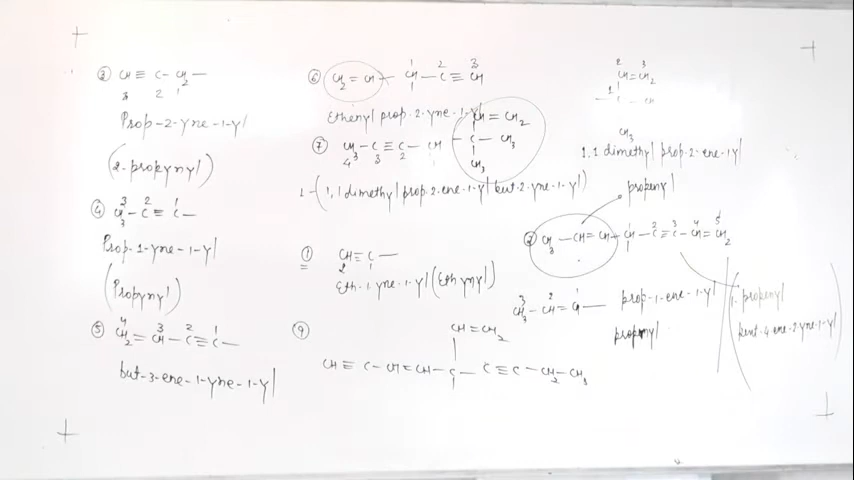 ③ CH ≡ C - CH2 —
3 2 1
Prop-2-yne-1-yl
(2-propynyl)
④ CH3 - C ≡ C —
3 2 1
Prop-1-yne-1-yl
(Propynyl)
⑤ CH2 = CH - C ≡ C —
4 3 2 1
but-3-ene-1-yne-1-yl
⑥ CH2 = CH - CH - C ≡ CH
1 2 3
Ethenyl prop-2-yne-1-yl
⑦ CH3 - C ≡ C - CH
4 3 2
CH = CH2
- C - CH3
CH3
1-(1,1 dimethyl prop-2-ene-1-yl but-2-yne-1-yl)
① CH ≡ C —
2 1
Eth-1-yne-1-yl (Ethynyl)
⑨ CH = CH2
CH ≡ C - CH = CH - C - C ≡ C - CH2 - CH3
2 3
CH = CH2
1
— C - CH
CH3
1,1 dimethyl prop-2-ene-1-yl
propenyl
CH3 - CH = CH - CH - C ≡ C - CH = CH2
1 2 3 4 5
3 2 1
CH3 - CH = CH —
prop-1-ene-1-yl
propenyl
1-propenyl
pent-4-ene-2-yne-1-yl